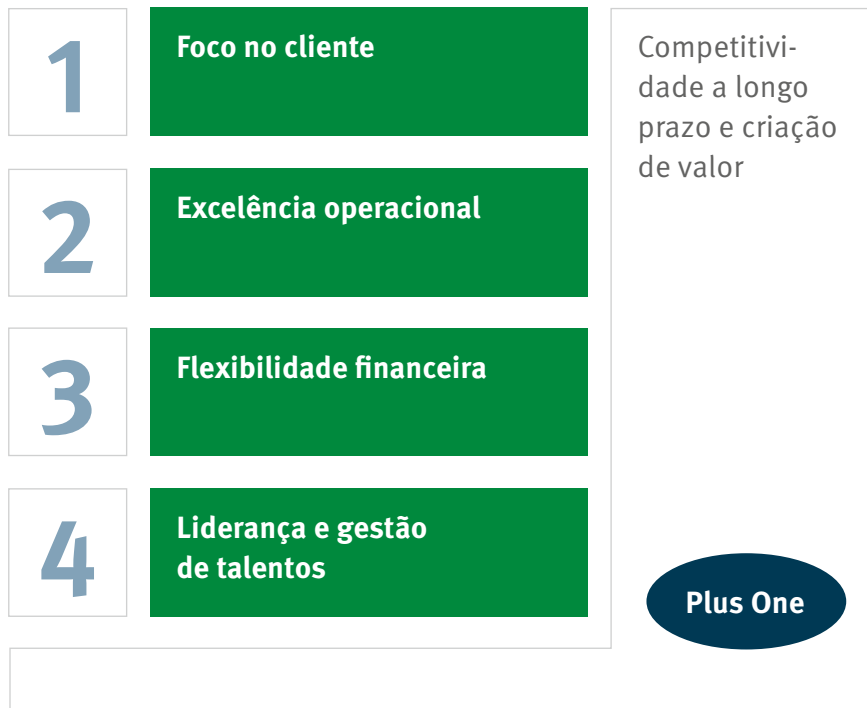 1
Foco no cliente
2
Excelência operacional
3
Flexibilidade financeira
4
Liderança e gestão
de talentos
Competitivi-
dade a longo
prazo e criação
de valor
Plus One